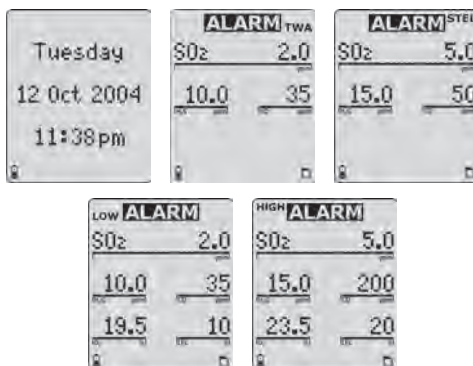 Tuesday
12 Oct 2004
11:38pm
ALARM TWA
SO2 2.0
10.0 35
ALARM STEL
SO2 5.0
15.0 50
LOW ALARM
SO2 2.0
10.0 35
19.5 10
HIGH ALARM
SO2 5.0
15.0 200
23.5 20